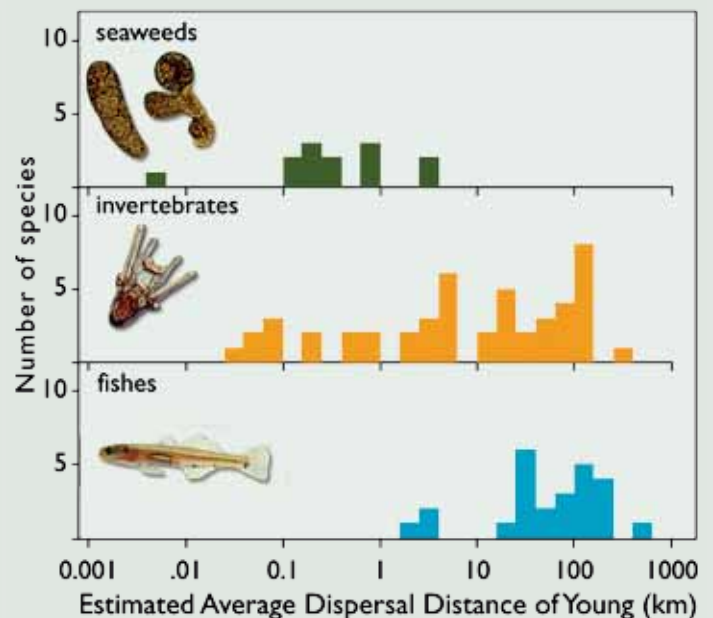 Number of species
10
seaweeds
5
10
invertebrates
5
10
fishes
5
0.001 .01 0.1 1 10 100 1000
Estimated Average Dispersal Distance of Young (km)